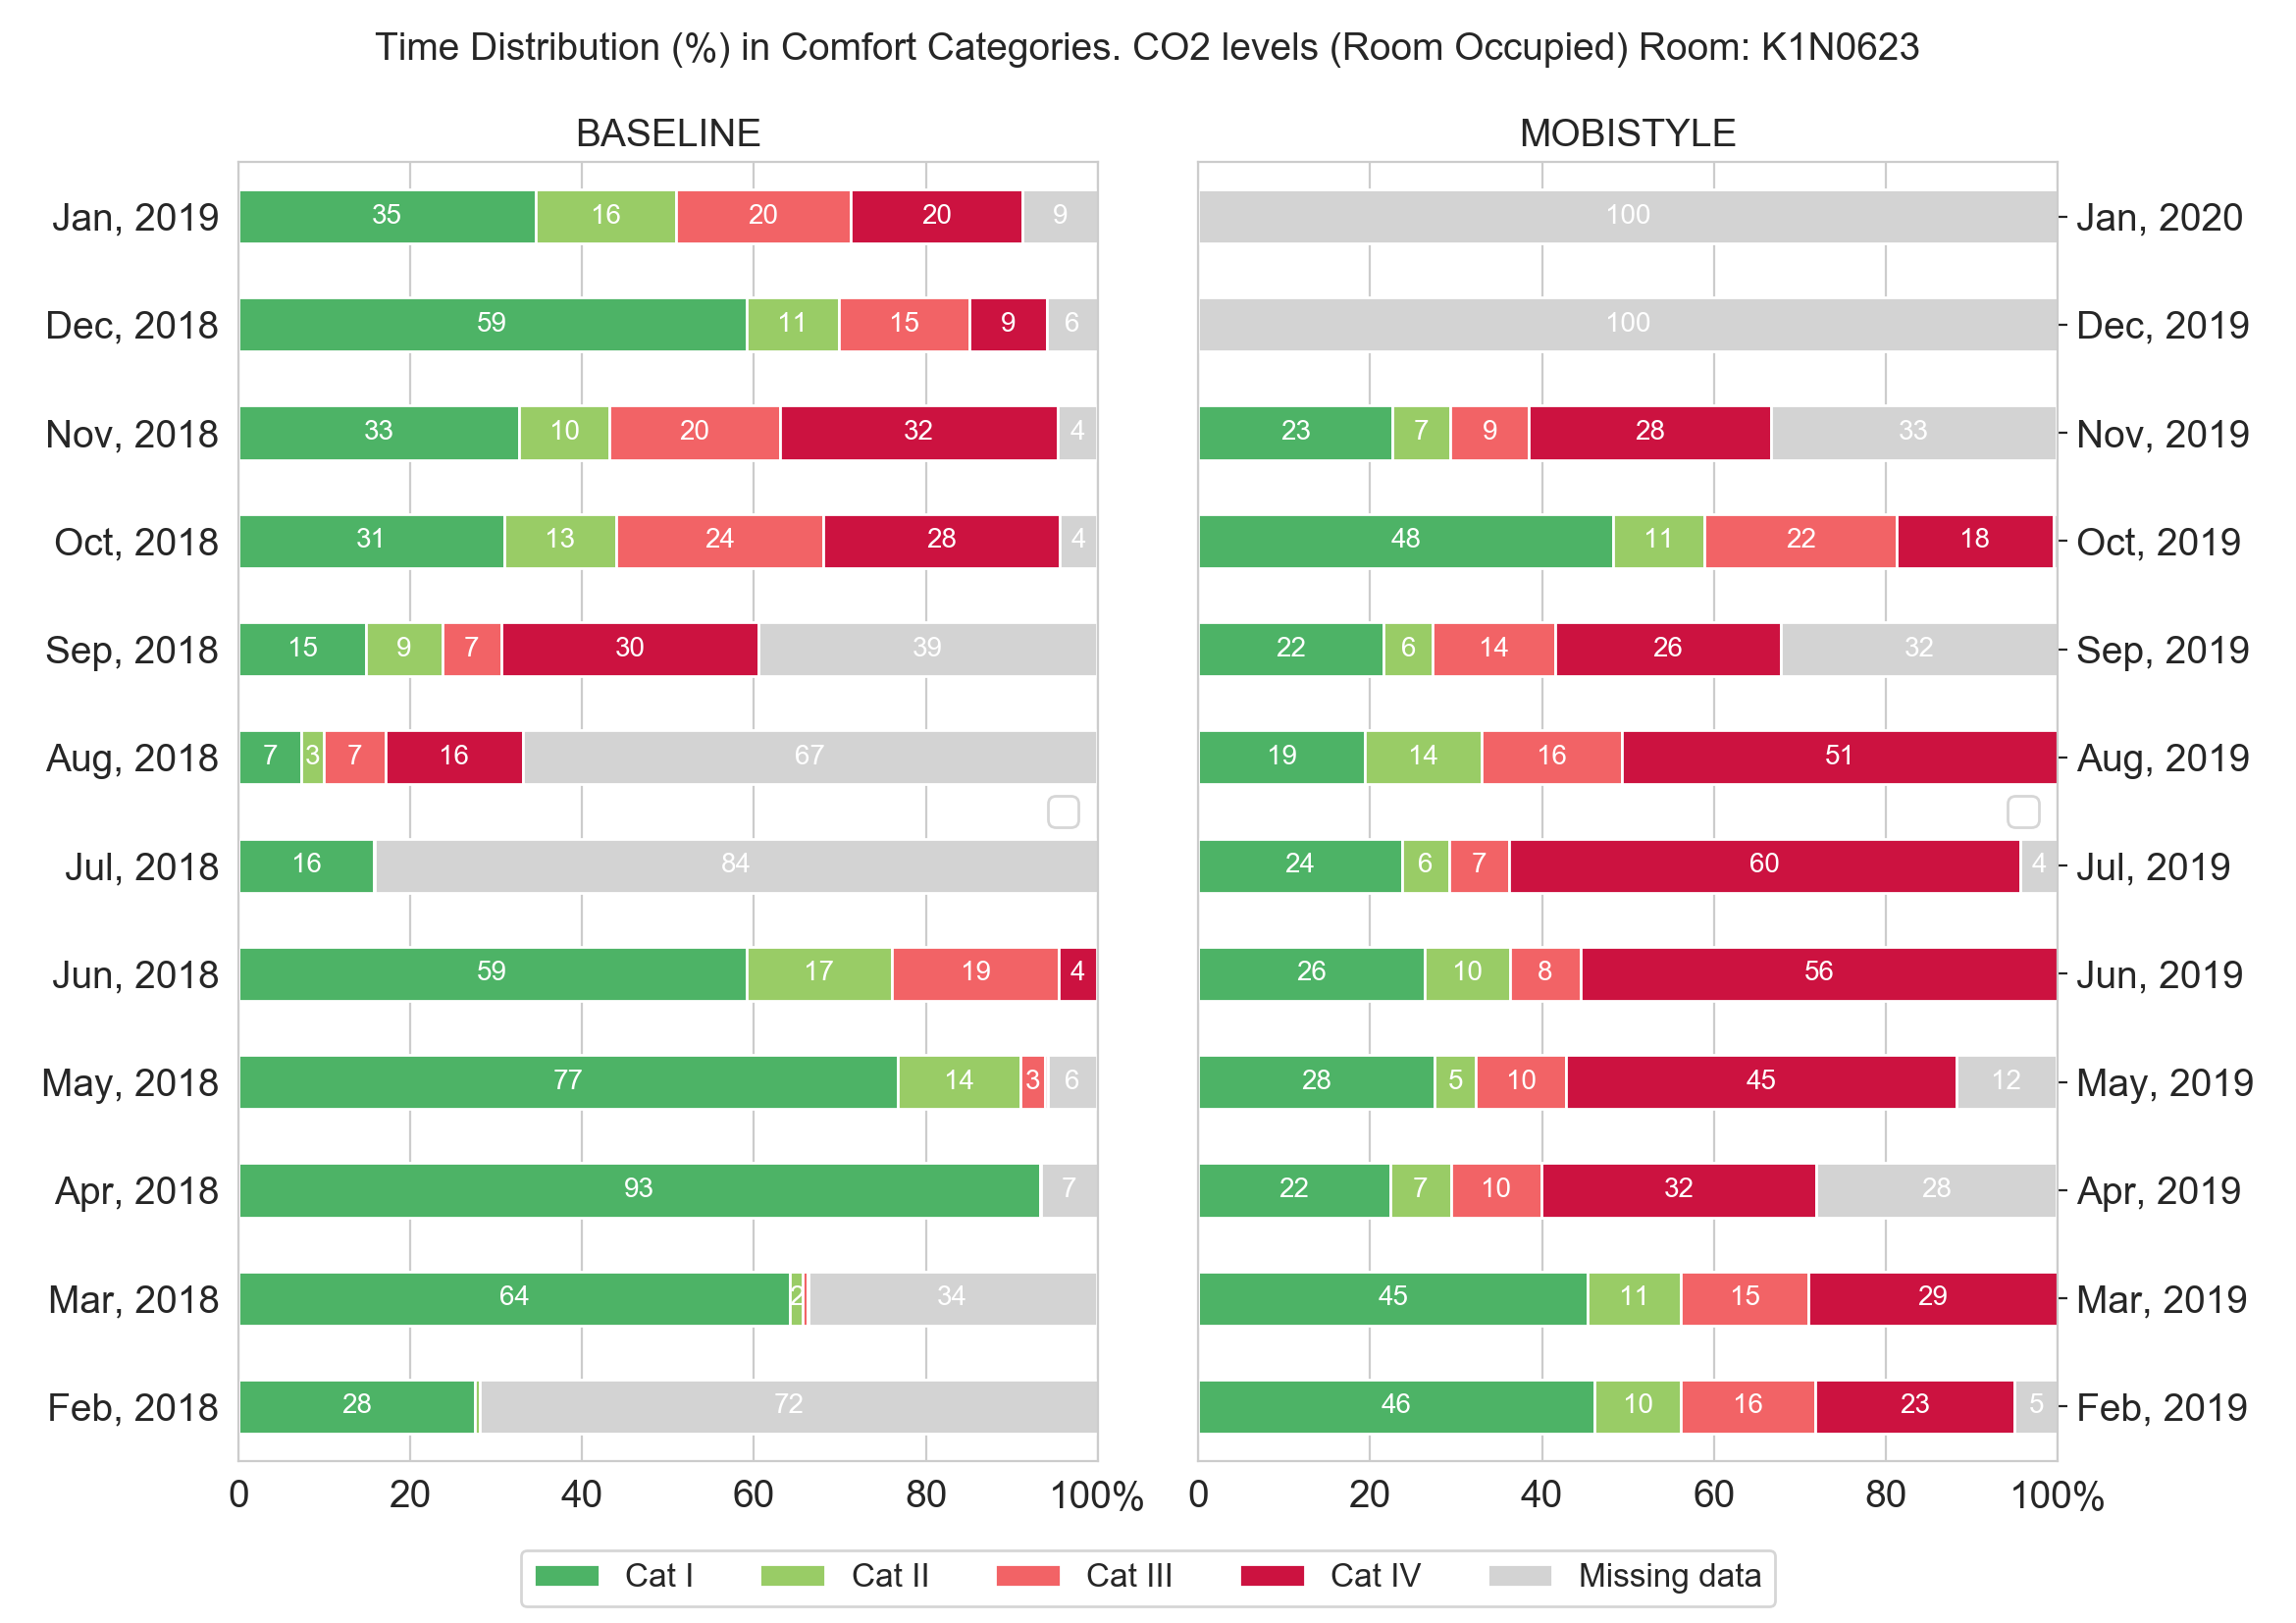 Time Distribution (%) in Comfort Categories. CO2 levels (Room Occupied) Room: K1N0623
BASELINE
MOBISTYLE
Jan, 2019 35 16 20 20 9
100 Jan, 2020
Dec, 2018 59 11 15 9 6
100 Dec, 2019
Nov, 2018 33 10 20 32 4
23 7 9 28 33 Nov, 2019
Oct, 2018 31 13 24 28 4
48 11 22 18 Oct, 2019
Sep, 2018 15 9 7 30 39
22 6 14 26 32 Sep, 2019
Aug, 2018 7 3 7 16 67
19 14 16 51 Aug, 2019
Jul, 2018 16 84
24 6 7 60 4 Jul, 2019
Jun, 2018 59 17 19 4
26 10 8 56 Jun, 2019
May, 2018 77 14 3 6
28 5 10 45 12 May, 2019
Apr, 2018 93 7
22 7 10 32 28 Apr, 2019
Mar, 2018 64 2 34
45 11 15 29 Mar, 2019
Feb, 2018 28 72
46 10 16 23 5 Feb, 2019
0 20 40 60 80 100%
0 20 40 60 80 100%
Cat I Cat II Cat III Cat IV Missing data